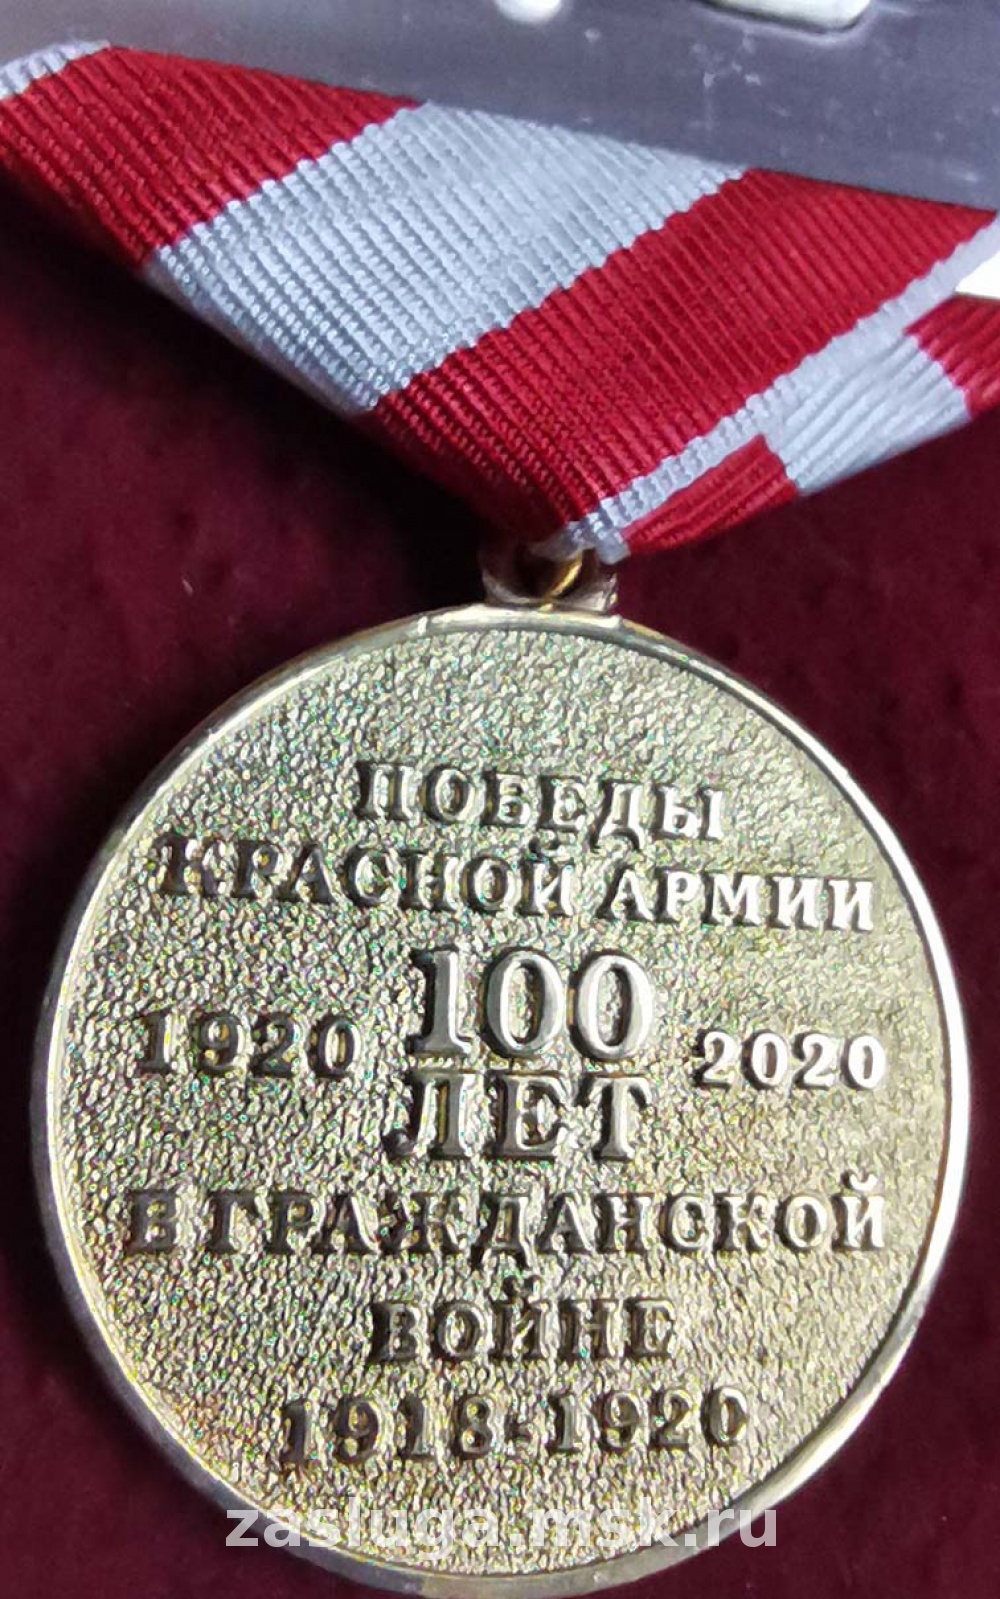 ПОБЕДЫ
КРАСНОЙ АРМИИ
100
1920 2020
ЛЕТ
В ГРАЖДАНСКОЙ
ВОЙНЕ
1918-1920
zasluga.msk.ru